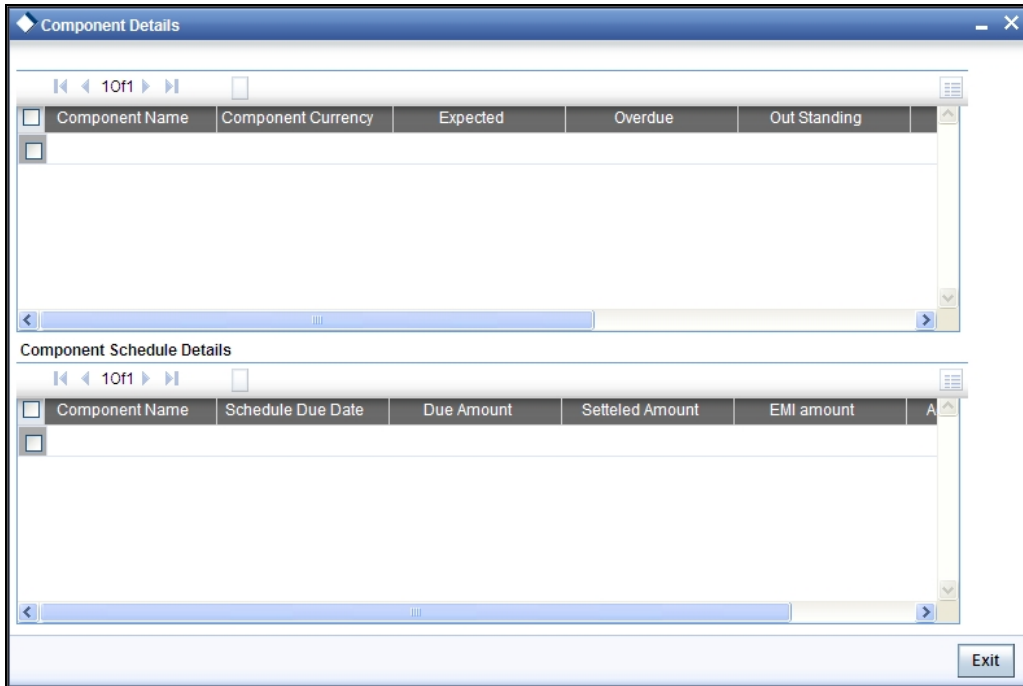 Component Details
1Of1
Component Name Component Currency Expected Overdue Out Standing
Component Schedule Details
1Of1
Component Name Schedule Due Date Due Amount Setteled Amount EMI amount A
Exit